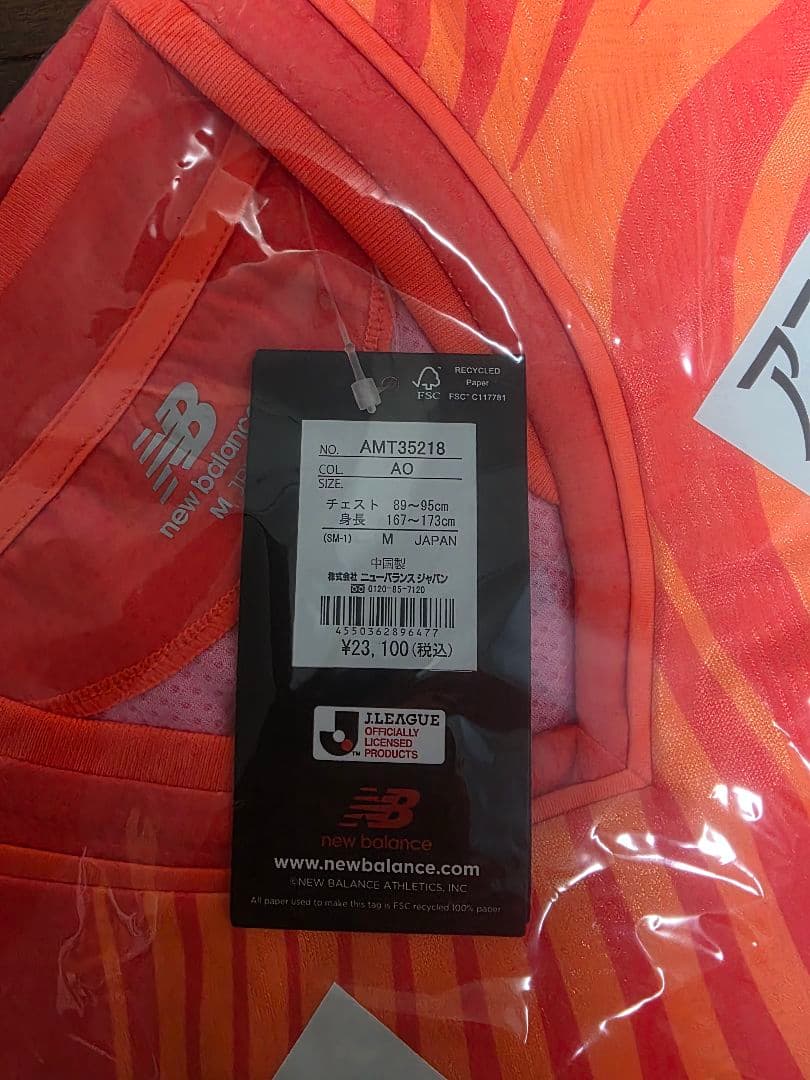 RECYCLED
Paper
FSC® C117781
FSC
NO. AMT35218
COL. AO
SIZE.
チェスト 89～95cm
身長 167～173cm
(SM-1) M JAPAN
中国製
株式会社 ニューバランス ジャパン
0120-85-7120
4550362896477
¥23,100(税込)
J.LEAGUE
OFFICIALLY
LICENSED
PRODUCTS
TM
NB
new balance
www.newbalance.com
©NEW BALANCE ATHLETICS, INC
All paper used to make this tag is FSC recycled 100% paper
NB
new balance
M
ア